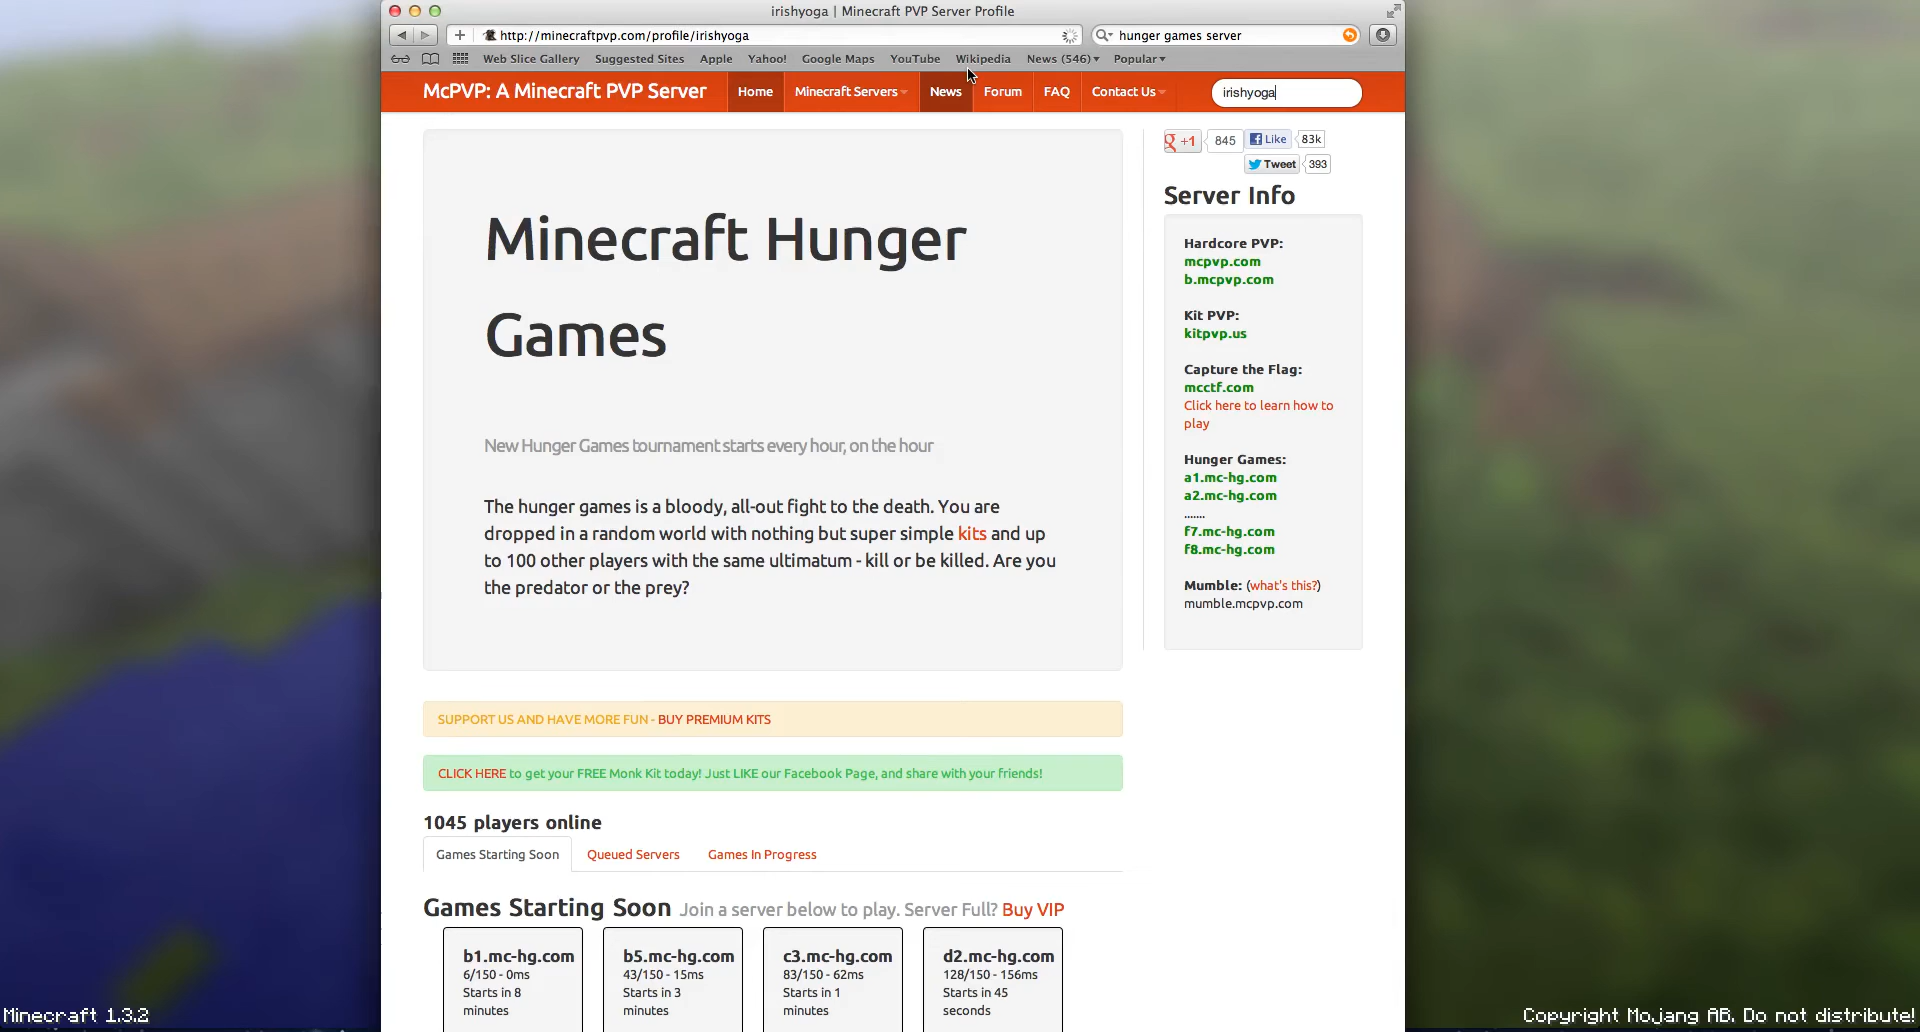 irishyoga | Minecraft PVP Server Profile
http://minecraftpvp.com/profile/irishyoga
hunger games server
Web Slice Gallery Suggested Sites Apple Yahoo! Google Maps YouTube Wikipedia News (546) Popular
McPVP: A Minecraft PVP Server Home Minecraft Servers News Forum FAQ Contact Us irishyoga
+1 845 Like 83k
Tweet 393
Minecraft Hunger
Games
New Hunger Games tournament starts every hour, on the hour
The hunger games is a bloody, all-out fight to the death. You are
dropped in a random world with nothing but super simple kits and up
to 100 other players with the same ultimatum - kill or be killed. Are you
the predator or the prey?
Server Info
Hardcore PVP:
mcpvp.com
b.mcpvp.com
Kit PVP:
kitpvp.us
Capture the Flag:
mcctf.com
Click here to learn how to
play
Hunger Games:
a1.mc-hg.com
a2.mc-hg.com
.......
f7.mc-hg.com
f8.mc-hg.com
Mumble: (what's this?)
mumble.mcpvp.com
SUPPORT US AND HAVE MORE FUN - BUY PREMIUM KITS
CLICK HERE to get your FREE Monk Kit today! Just LIKE our Facebook Page, and share with your friends!
1045 players online
Games Starting Soon Queued Servers Games In Progress
Games Starting Soon Join a server below to play. Server Full? Buy VIP
b1.mc-hg.com
6/150 - 0ms
Starts in 8
minutes
b5.mc-hg.com
43/150 - 15ms
Starts in 3
minutes
c3.mc-hg.com
83/150 - 62ms
Starts in 1
minutes
d2.mc-hg.com
128/150 - 156ms
Starts in 45
seconds
Minecraft 1.3.2
Copyright Mojang AB. Do not distribute!